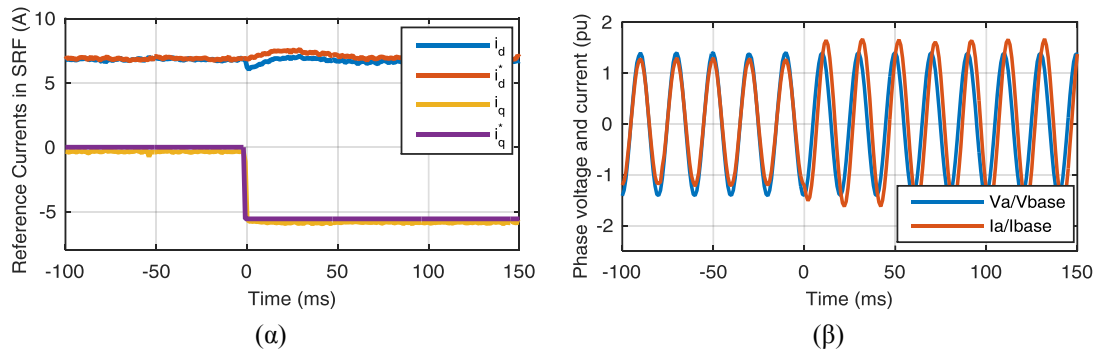 Reference Currents in SRF (A)
10
5
0
-5
-100
-50
0
50
100
150
Time (ms)
i_d
i_d^*
i_q
i_q^*
(α)
Phase voltage and current (pu)
2
1
0
-1
-2
-100
-50
0
50
100
150
Time (ms)
Va/Vbase
Ia/Ibase
(β)